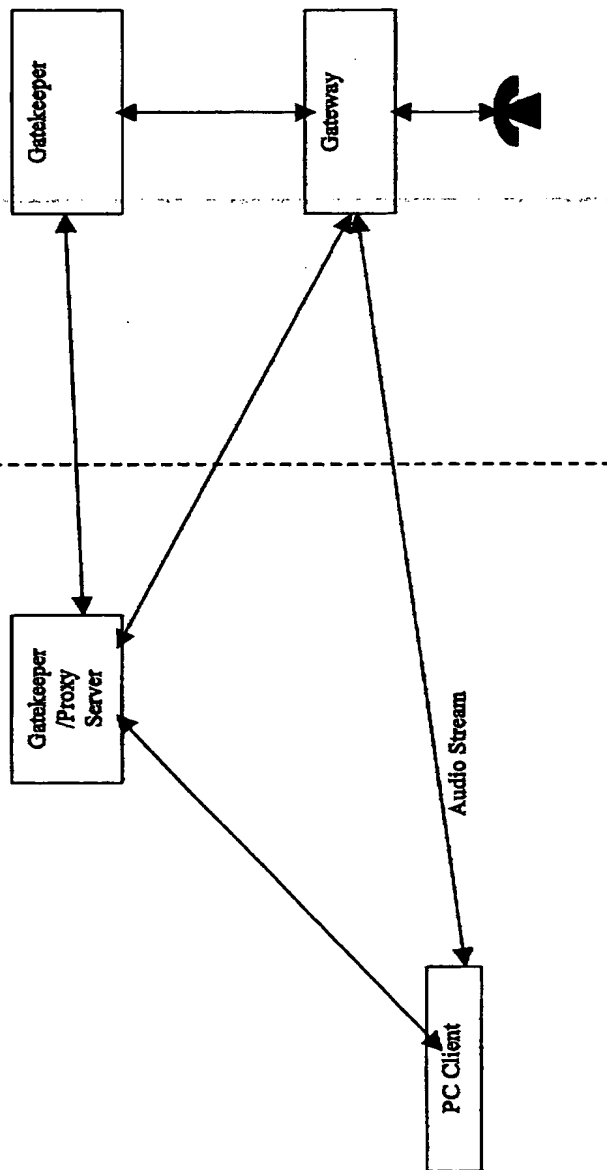 Gatekeeper
Gateway
Gatekeeper
/Proxy
Server
Audio Stream
PC Client